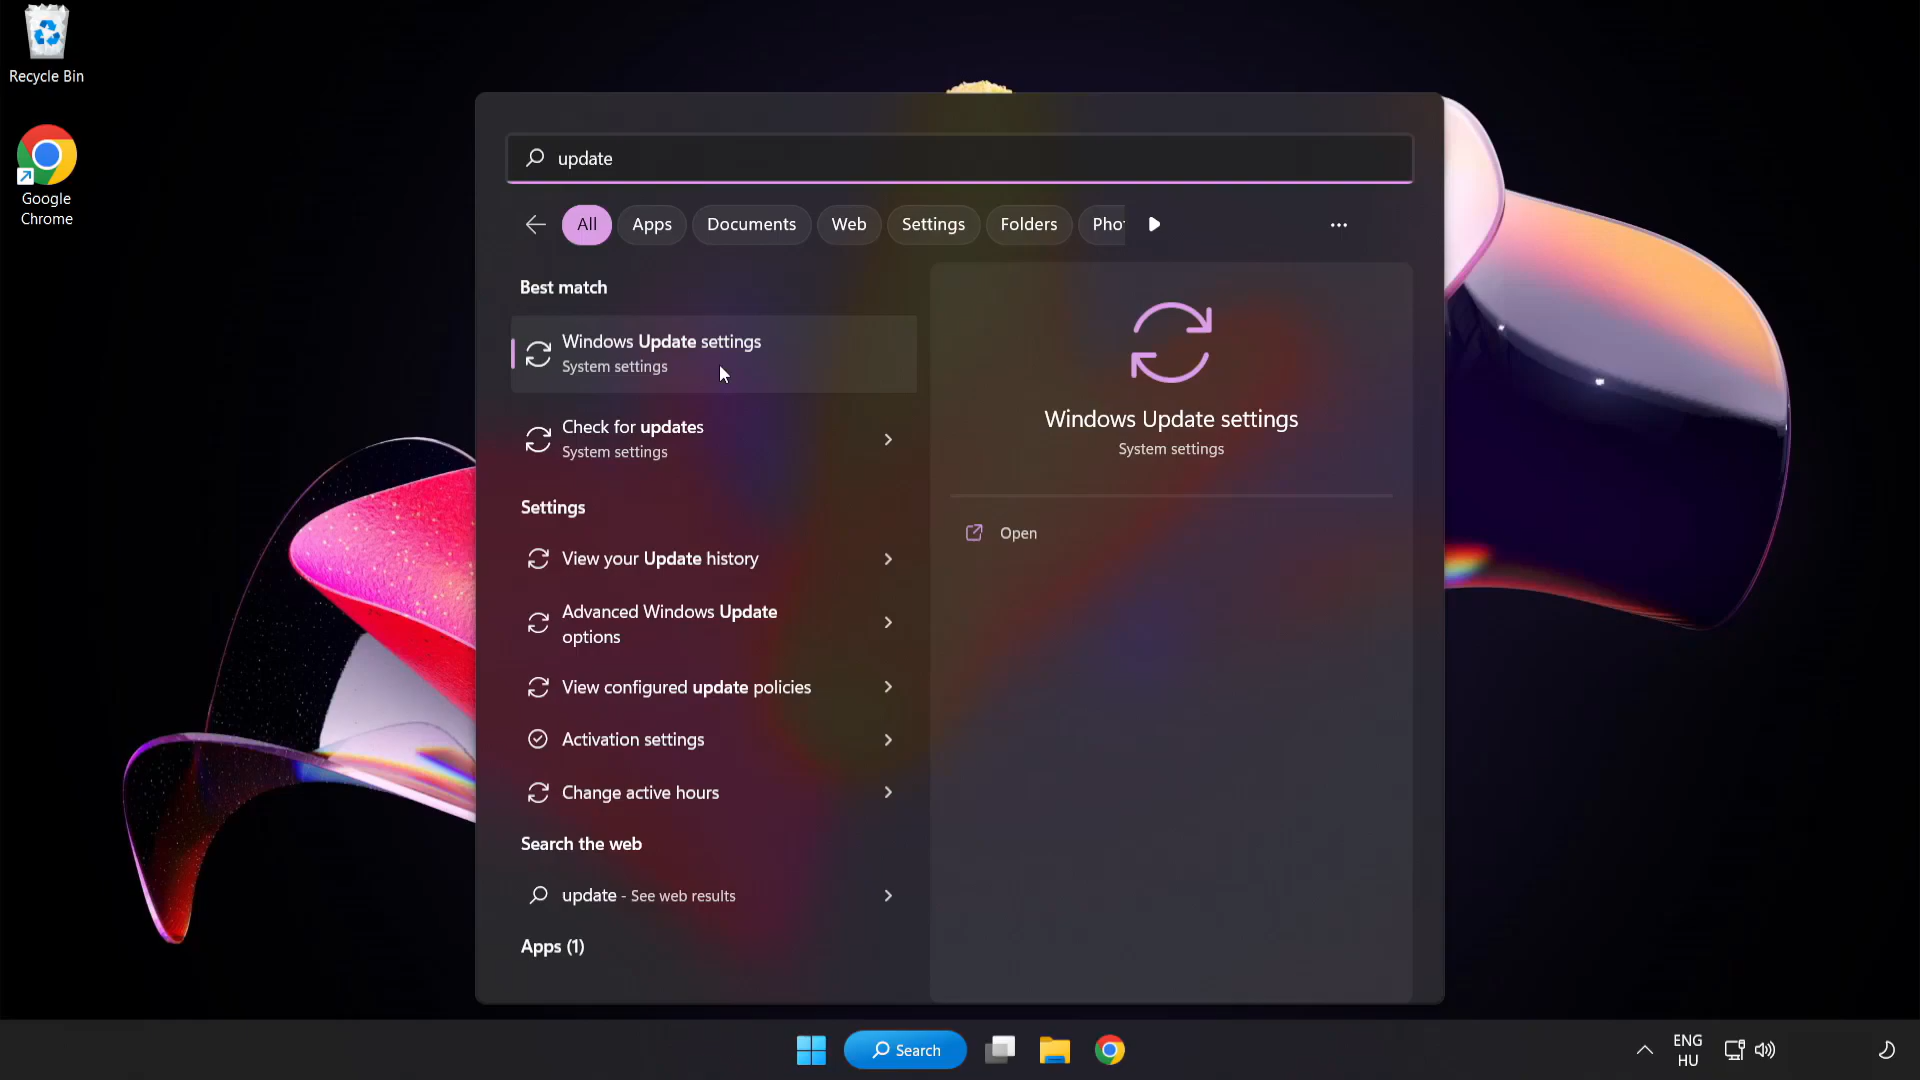 Recycle Bin
Google
Chrome
update
All
Apps
Documents
Web
Settings
Folders
Best match
Windows Update settings
System settings
Check for updates
System settings
Settings
View your Update history
Advanced Windows Update
options
View configured update policies
Activation settings
Change active hours
Search the web
update - See web results
Apps (1)
Windows Update settings
System settings
Open
Search
ENG
HU